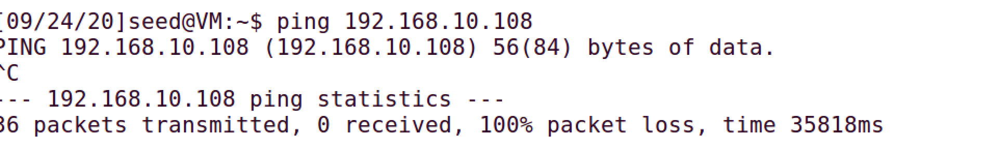 [09/24/20]seed@VM:~$ ping 192.168.10.108
PING 192.168.10.108 (192.168.10.108) 56(84) bytes of data.
^C
--- 192.168.10.108 ping statistics ---
36 packets transmitted, 0 received, 100% packet loss, time 35818ms